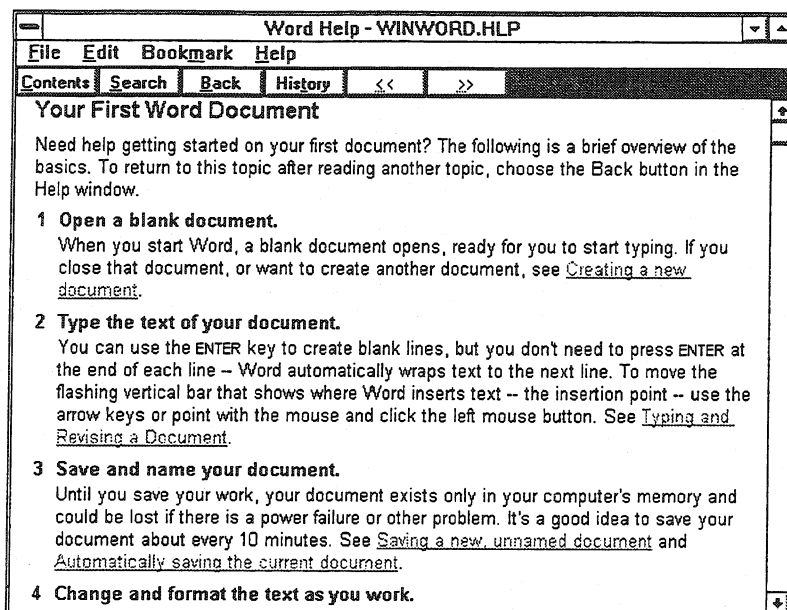 Word Help - WINWORD.HLP
File Edit Bookmark Help
Contents Search Back History << >>
Your First Word Document
Need help getting started on your first document? The following is a brief overview of the
basics. To return to this topic after reading another topic, choose the Back button in the
Help window.
1 Open a blank document.
When you start Word, a blank document opens, ready for you to start typing. If you
close that document, or want to create another document, see Creating a new
document.
2 Type the text of your document.
You can use the ENTER key to create blank lines, but you don't need to press ENTER at
the end of each line -- Word automatically wraps text to the next line. To move the
flashing vertical bar that shows where Word inserts text -- the insertion point -- use the
arrow keys or point with the mouse and click the left mouse button. See Typing and
Revising a Document.
3 Save and name your document.
Until you save your work, your document exists only in your computer's memory and
could be lost if there is a power failure or other problem. It's a good idea to save your
document about every 10 minutes. See Saving a new, unnamed document and
Automatically saving the current document.
4 Change and format the text as you work.